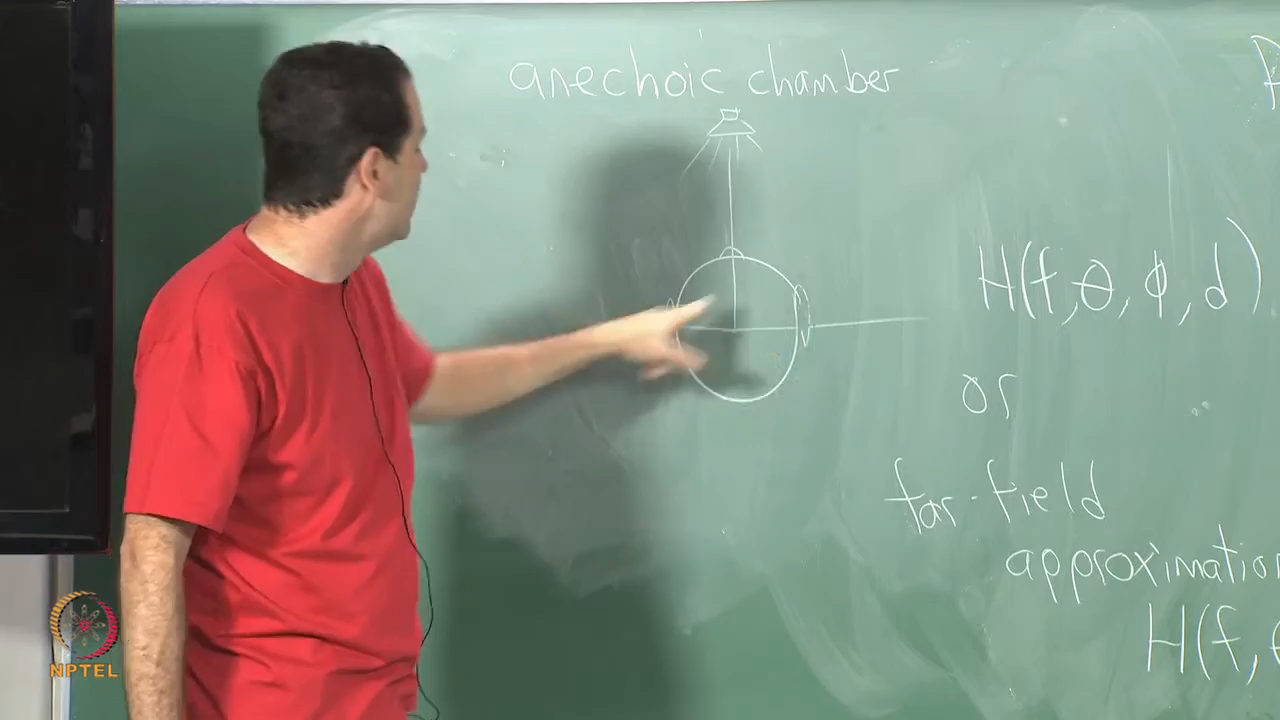 anechoic chamber
H(f, θ, φ, d)
or
far-field
approximation
H(f,
NPTEL